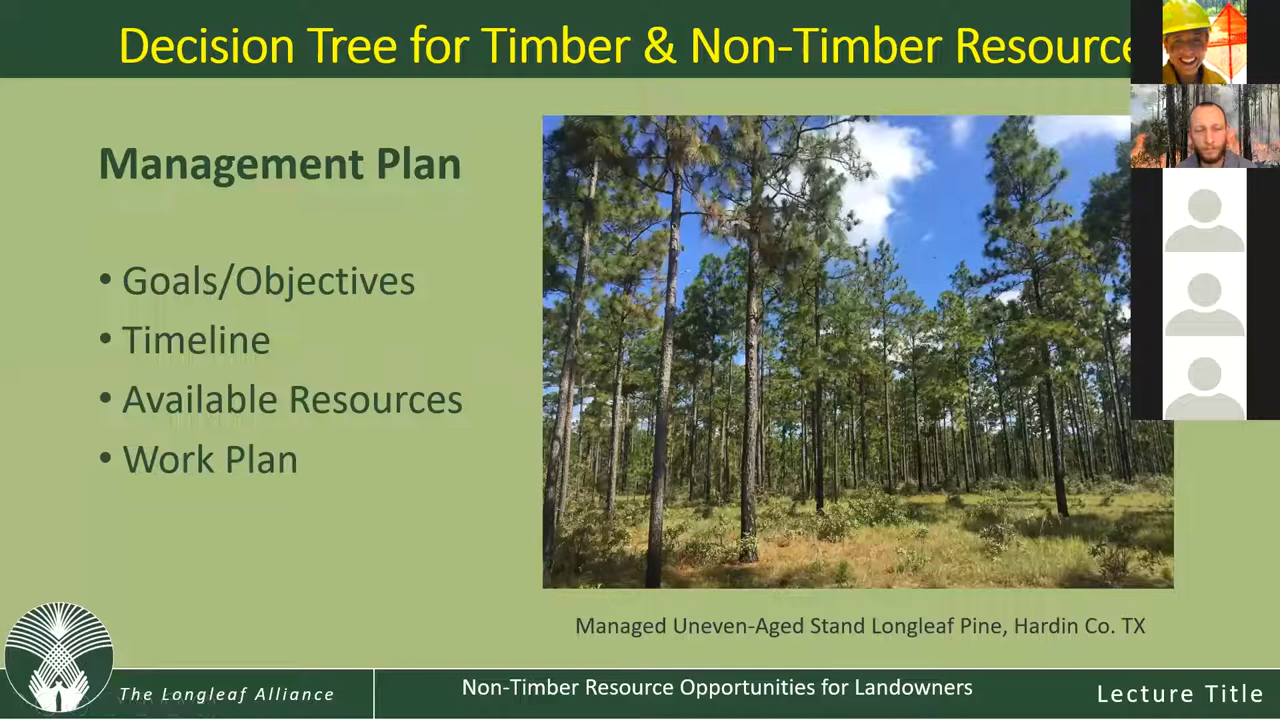 Decision Tree for Timber & Non-Timber Resource
Management Plan
• Goals/Objectives
• Timeline
• Available Resources
• Work Plan
Managed Uneven-Aged Stand Longleaf Pine, Hardin Co. TX
The Longleaf Alliance
Non-Timber Resource Opportunities for Landowners
Lecture Title